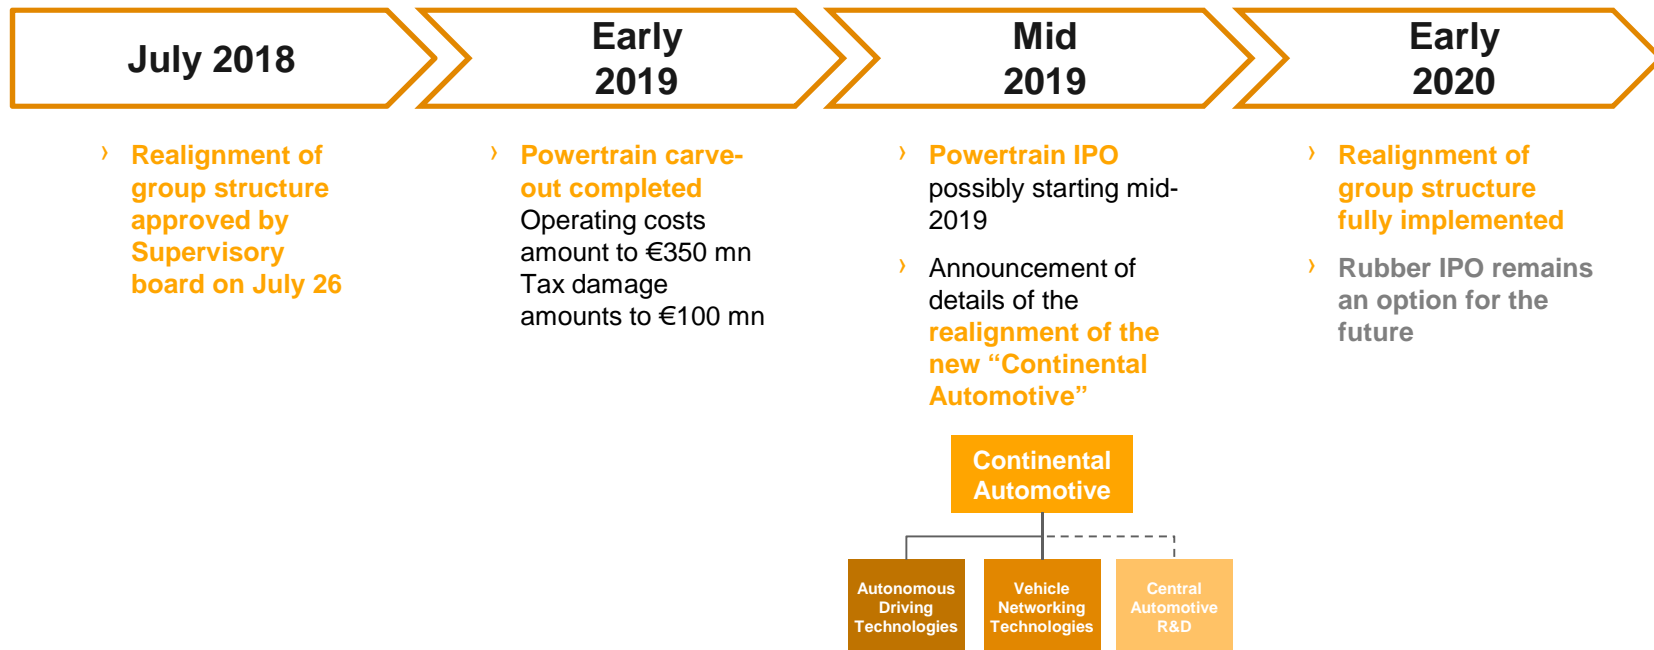 July 2018
Early
2019
Mid
2019
Early
2020
› Realignment of
group structure
approved by
Supervisory
board on July 26
› Powertrain carve-
out completed
Operating costs
amount to €350 mn
Tax damage
amounts to €100 mn
› Powertrain IPO
possibly starting mid-
2019
› Announcement of
details of the
realignment of the
new “Continental
Automotive”
Continental
Automotive
Autonomous
Driving
Technologies
Vehicle
Networking
Technologies
Central
Automotive
R&D
› Realignment of
group structure
fully implemented
› Rubber IPO remains
an option for the
future